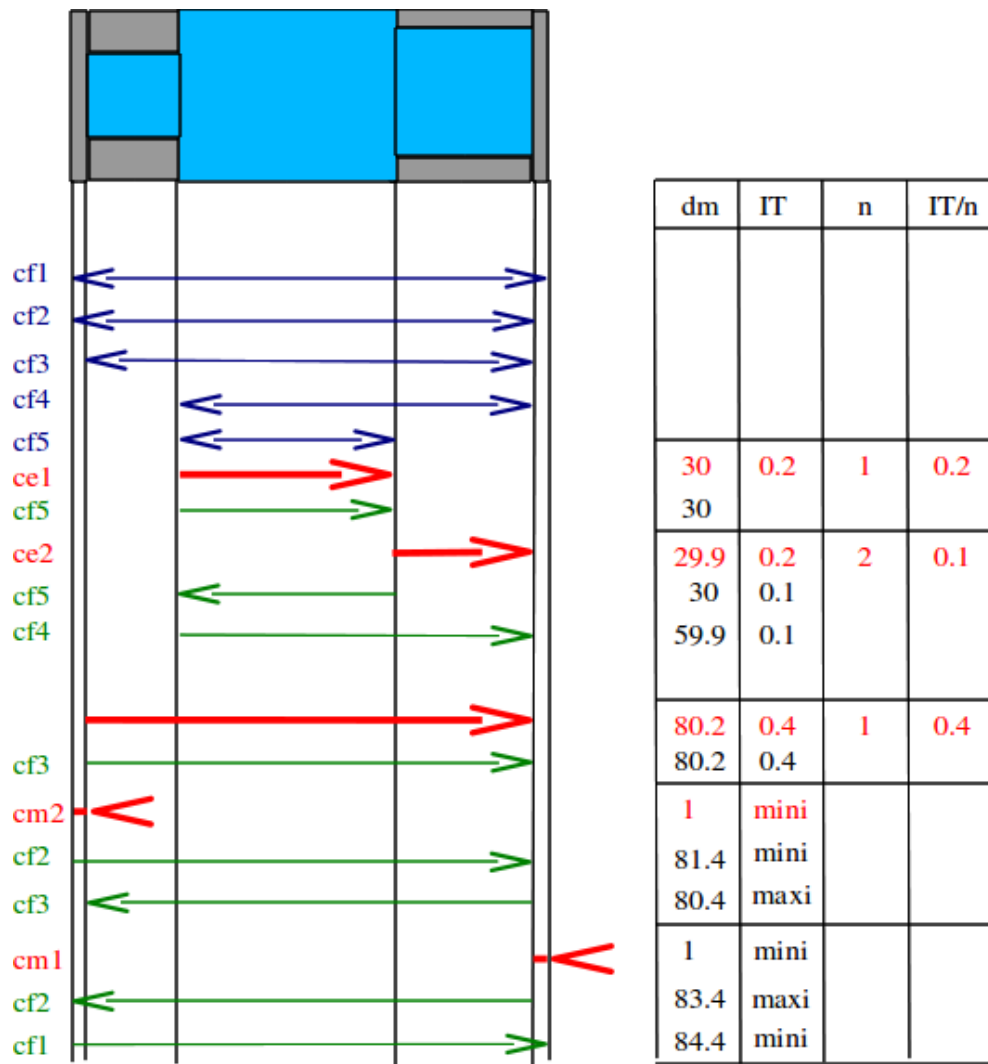 dm IT n IT/n
cf1
cf2
cf3
cf4
cf5
ce1 30 0.2 1 0.2
cf5 30
ce2 29.9 0.2 2 0.1
cf5 30 0.1
cf4 59.9 0.1
80.2 0.4 1 0.4
cf3 80.2 0.4
cm2 1 mini
cf2 81.4 mini
cf3 80.4 maxi
cm1 1 mini
cf2 83.4 maxi
cf1 84.4 mini